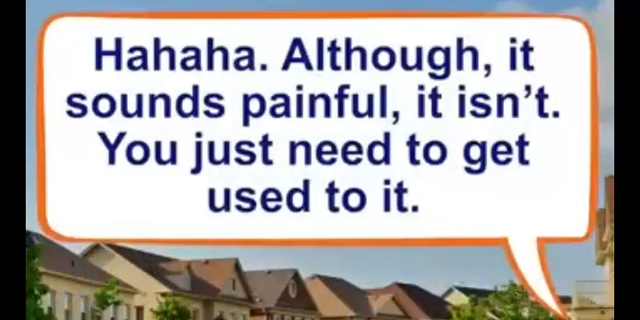 Hahaha. Although, it
sounds painful, it isn't.
You just need to get
used to it.